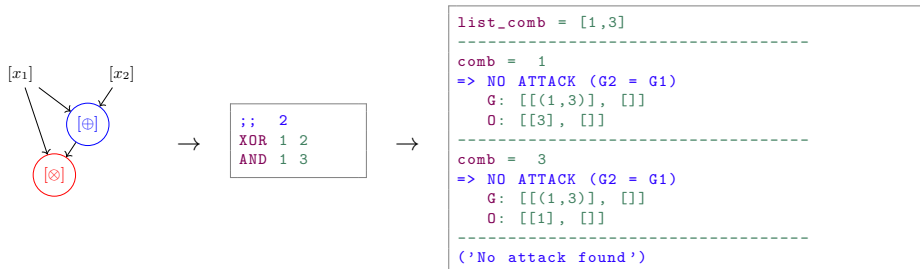 [x₁] [x₂]
[⊕]
[⊗]
→
;; 2
XOR 1 2
AND 1 3
→
list_comb = [1,3]
-----------------------------------
comb = 1
=> NO ATTACK (G2 = G1)
G: [[(1,3)], []]
O: [[3], []]
-----------------------------------
comb = 3
=> NO ATTACK (G2 = G1)
G: [[(1,3)], []]
O: [[1], []]
-----------------------------------
('No attack found')